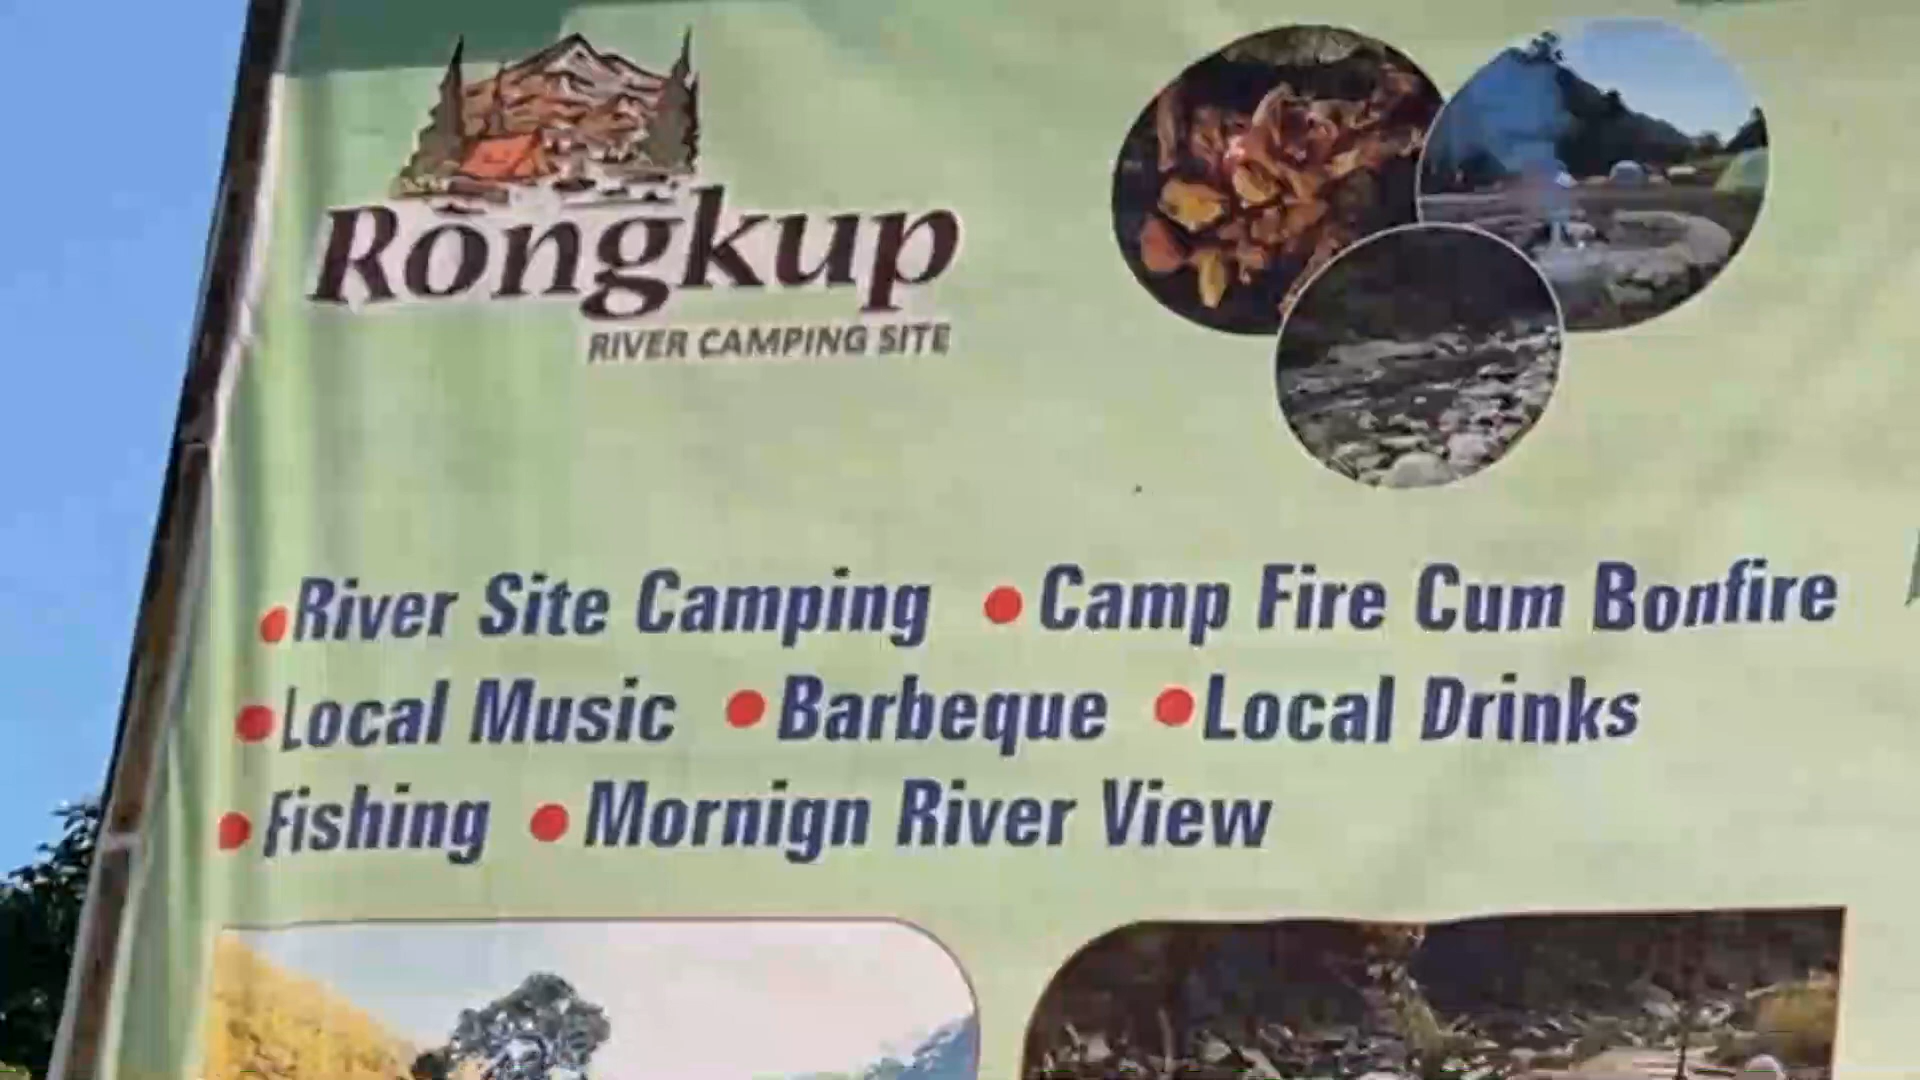 Rongkup
RIVER CAMPING SITE
•River Site Camping •Camp Fire Cum Bonfire
•Local Music •Barbeque •Local Drinks
•Fishing •Mornign River View